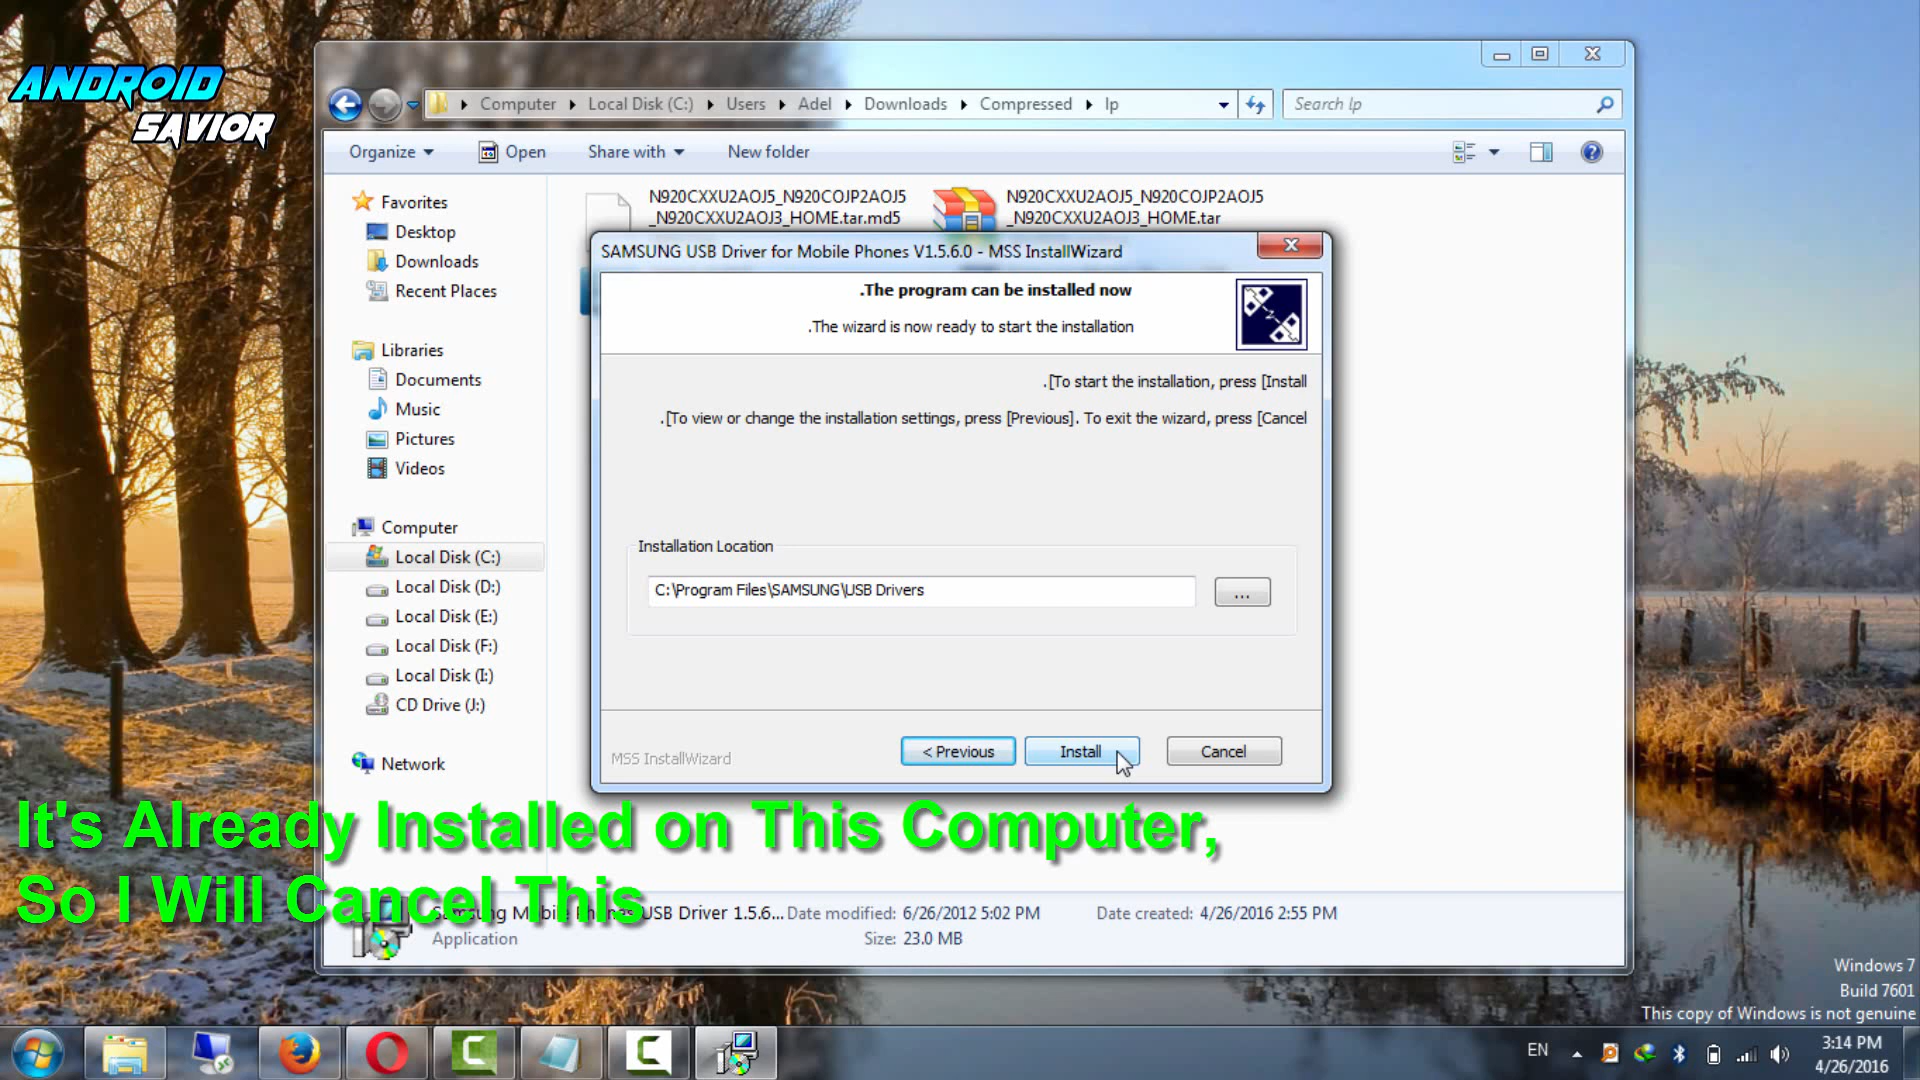 ANDROID
SAVIOR
Computer
Local Disk (C:)
Users
Adel
Downloads
Compressed
lp
Search lp
Organize
Open
Share with
New folder
Favorites
Desktop
Downloads
Recent Places
Libraries
Documents
Music
Pictures
Videos
Computer
Local Disk (C:)
Local Disk (D:)
Local Disk (E:)
Local Disk (F:)
Local Disk (I:)
CD Drive (J:)
Network
N920CXXU2AOJ5_N920COJP2AOJ5
_N920CXXU2AOJ3_HOME.tar.md5
N920CXXU2AOJ5_N920COJP2AOJ5
_N920CXXU2AOJ3_HOME.tar
SAMSUNG USB Driver for Mobile Phones V1.5.6.0 - MSS InstallWizard
.The program can be installed now
.The wizard is now ready to start the installation
.[To start the installation, press [Install
.[To view or change the installation settings, press [Previous]. To exit the wizard, press [Cancel
Installation Location
C:\Program Files\SAMSUNG\USB Drivers
...
MSS InstallWizard
< Previous
Install
Cancel
It's Already Installed on This Computer,
So I Will Cancel This
Samsung Mobile Phones USB Driver 1.5.6...
Date modified: 6/26/2012 5:02 PM
Date created: 4/26/2016 2:55 PM
Application
Size: 23.0 MB
Windows 7
Build 7601
This copy of Windows is not genuine
EN
3:14 PM
4/26/2016